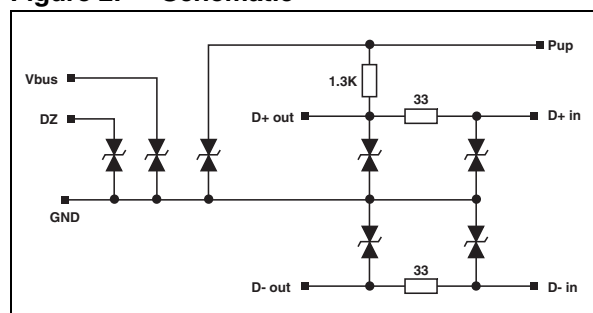 Figure 2. Schematic
Pup
Vbus
1.3K
DZ
D+ out
33
D+ in
GND
33
D- out
D- in